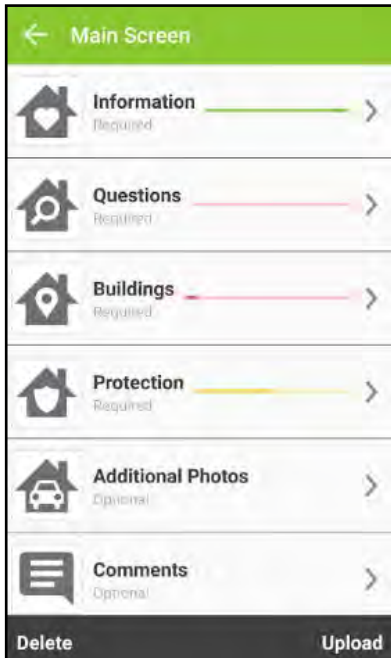 Main Screen
Information
Required
Questions
Required
Buildings
Required
Protection
Required
Additional Photos
Optional
Comments
Optional
Delete
Upload